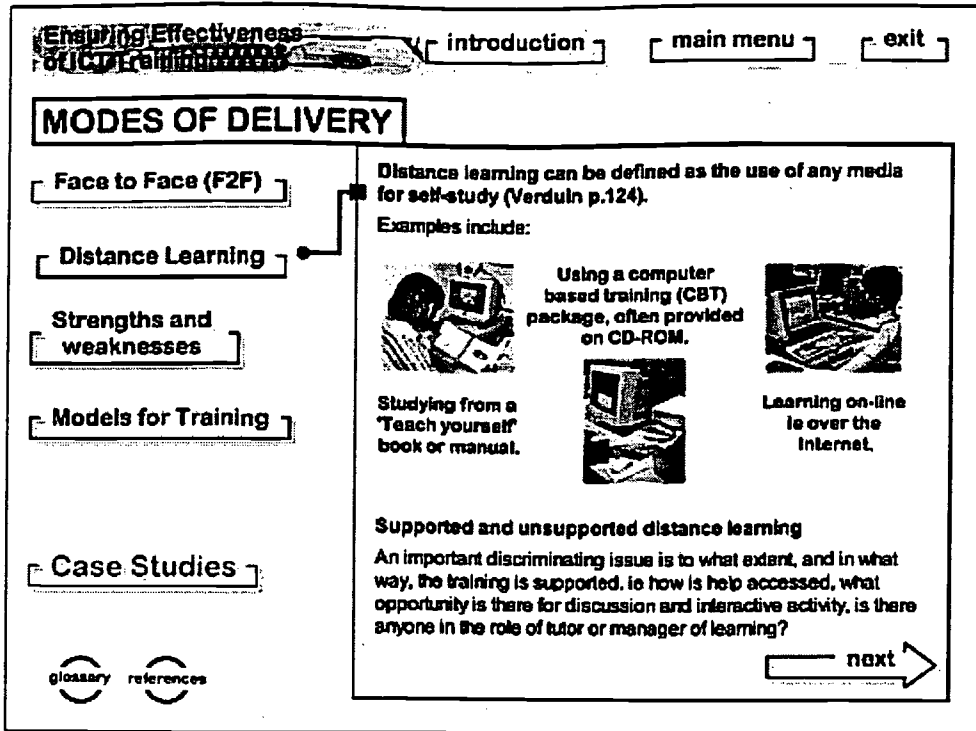 Ensuring Effectiveness
of ICT Training
introduction
main menu
exit
MODES OF DELIVERY
Face to Face (F2F)
Distance Learning
Strengths and
weaknesses
Models for Training
Case Studies
glossary
references
Distance learning can be defined as the use of any media
for self-study (Verduin p.124).
Examples include:
Studying from a
'Teach yourself'
book or manual.
Using a computer
based training (CBT)
package, often provided
on CD-ROM.
Learning on-line
ie over the
Internet.
Supported and unsupported distance learning
An important discriminating issue is to what extent, and in what
way, the training is supported, ie how is help accessed, what
opportunity is there for discussion and interactive activity, is there
anyone in the role of tutor or manager of learning?
next